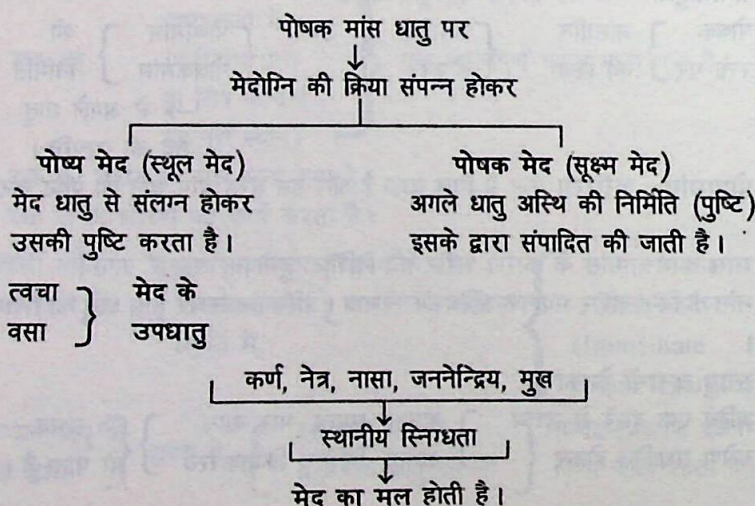 पोषक मांस धातु पर
मेदोग्नि की क्रिया संपन्न होकर
पोष्य मेद (स्थूल मेद)
मेद धातु से संलग्न होकर
उसकी पुष्टि करता है।
पोषक मेद (सूक्ष्म मेद)
अगले धातु अस्थि की निर्मिति (पुष्टि)
इसके द्वारा संपादित की जाती है।
त्वचा
वसा
मेद के
उपधातु
कर्ण, नेत्र, नासा, जननेन्द्रिय, मुख
स्थानीय स्निग्धता
मेद का मल होती है।